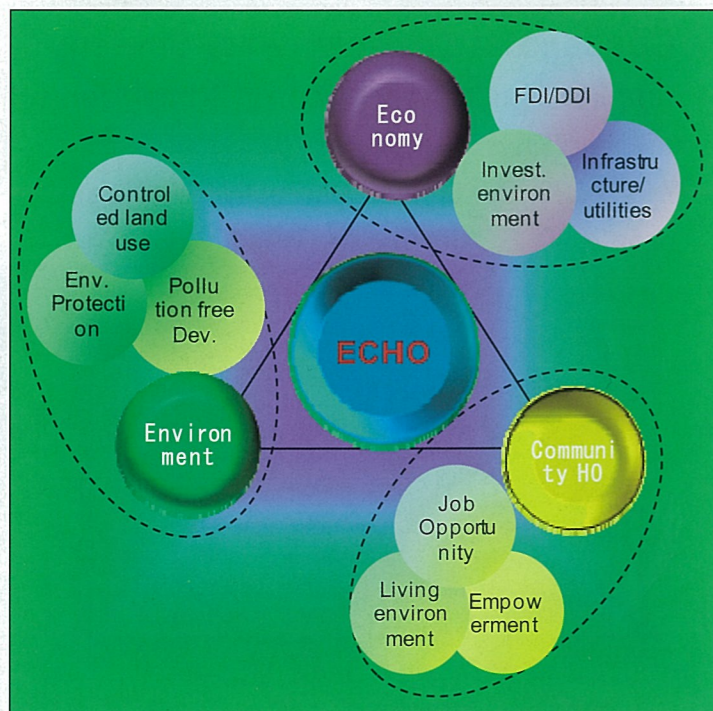 Eco
nomy
FDI/DDI
Invest.
environ
ment
Infrastru
cture/
utilities
Control
ed land
use
Env.
Protecti
on
Pollu
tion free
Dev.
ECHO
Environ
ment
Communi
ty HO
Job
Opportu
nity
Living
environ
ment
Empow
erment